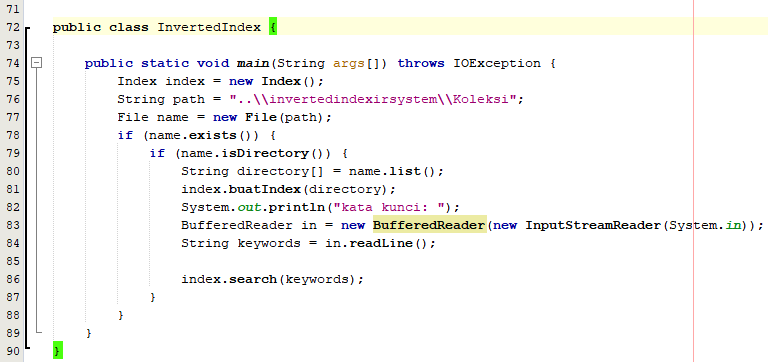 71
72 public class InvertedIndex {
73
74 public static void main(String args[]) throws IOException {
75 Index index = new Index();
76 String path = "..\\invertedindexirsystem\\Koleksi";
77 File name = new File(path);
78 if (name.exists()) {
79 if (name.isDirectory()) {
80 String directory[] = name.list();
81 index.buatIndex(directory);
82 System.out.println("kata kunci: ");
83 BufferedReader in = new BufferedReader(new InputStreamReader(System.in));
84 String keywords = in.readLine();
85
86 index.search(keywords);
87 }
88 }
89 }
90 }